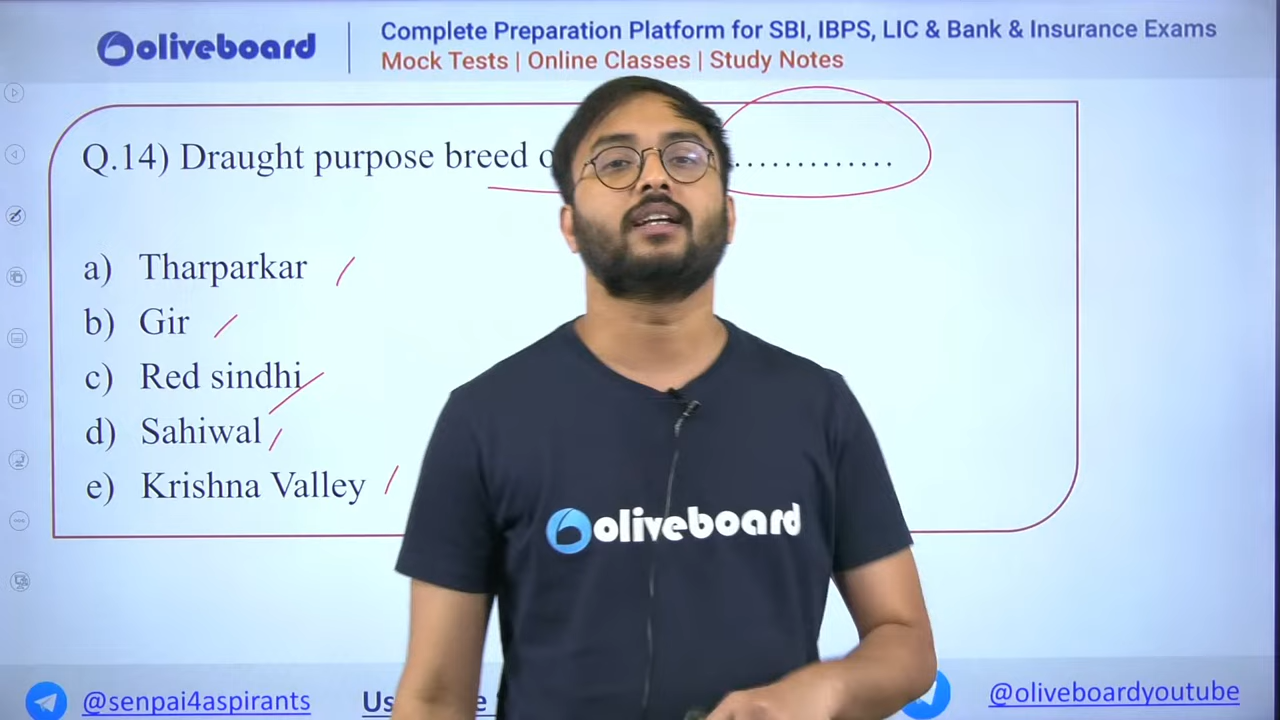 oliveboard
Complete Preparation Platform for SBI, IBPS, LIC & Bank & Insurance Exams
Mock Tests | Online Classes | Study Notes
Q.14) Draught purpose breed .............
a) Tharparkar
b) Gir
c) Red sindhi
d) Sahiwal
e) Krishna Valley
oliveboard
@senpai4aspirants
@oliveboardyoutube